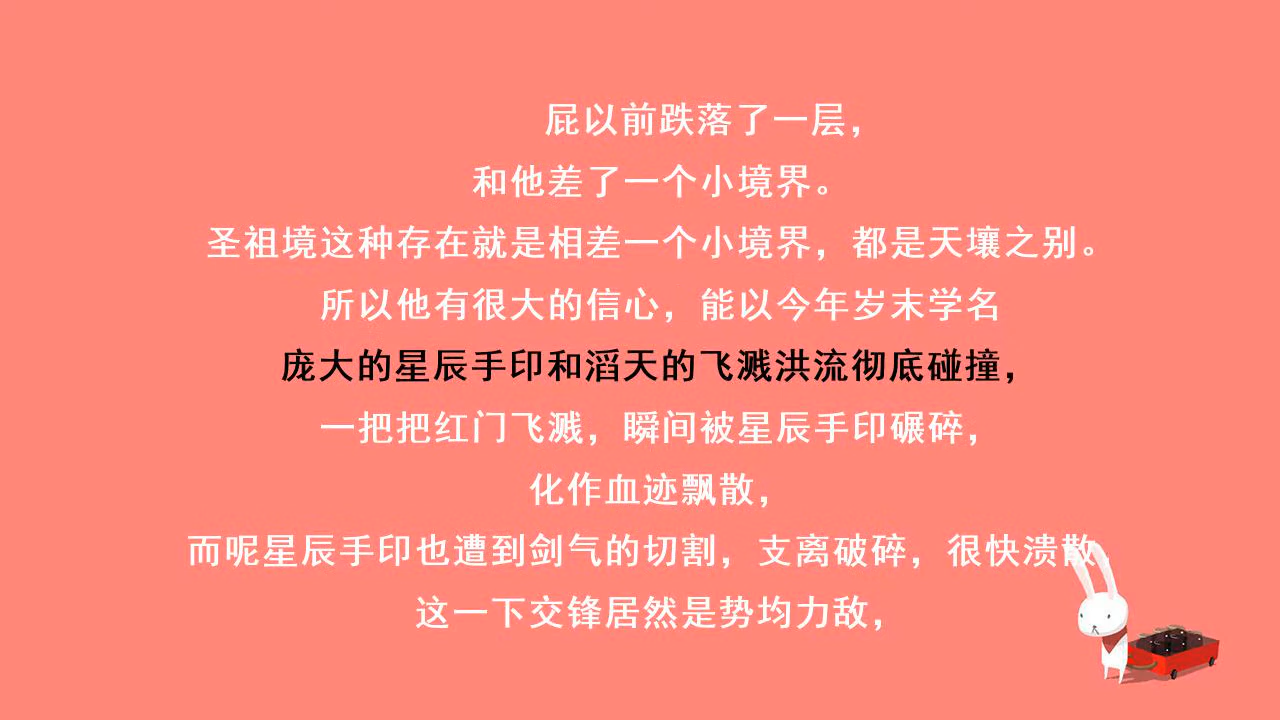 屁以前跌落了一层，
和他差了一个小境界。
圣祖境这种存在就是相差一个小境界，都是天壤之别。
所以他有很大的信心，能以今年岁末学名
庞大的星辰手印和滔天的飞溅洪流彻底碰撞，
一把把红门飞溅，瞬间被星辰手印碾碎，
化作血迹飘散，
而呢星辰手印也遭到剑气的切割，支离破碎，很快溃散
这一下交锋居然是势均力敌，